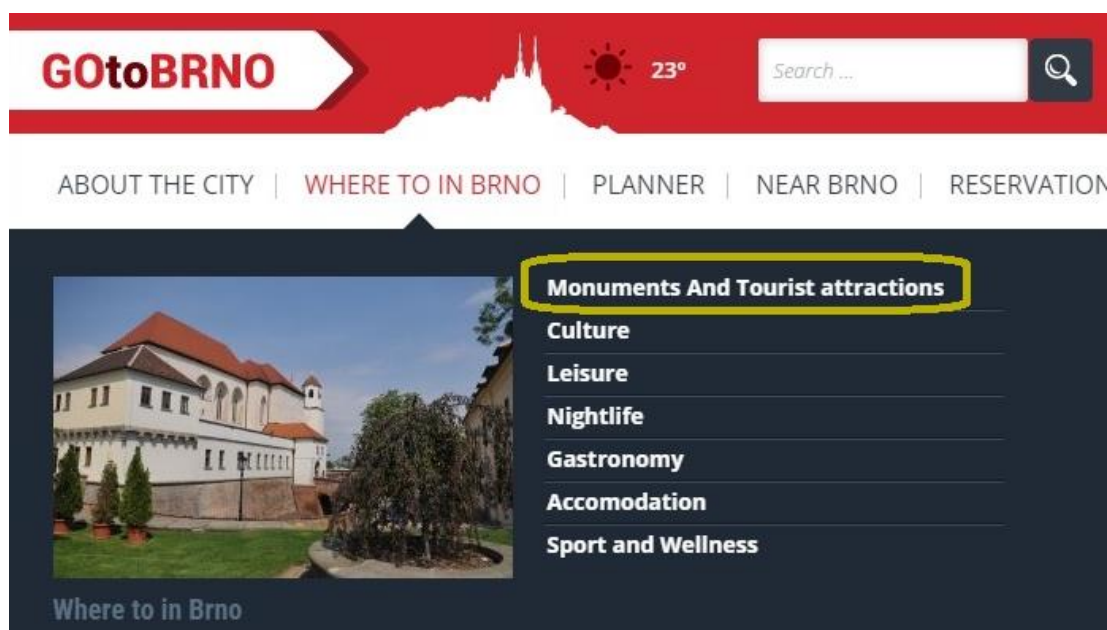 GOtoBRNO
23°
Search ...
ABOUT THE CITY | WHERE TO IN BRNO | PLANNER | NEAR BRNO | RESERVATION
Monuments And Tourist attractions
Culture
Leisure
Nightlife
Gastronomy
Accomodation
Sport and Wellness
Where to in Brno